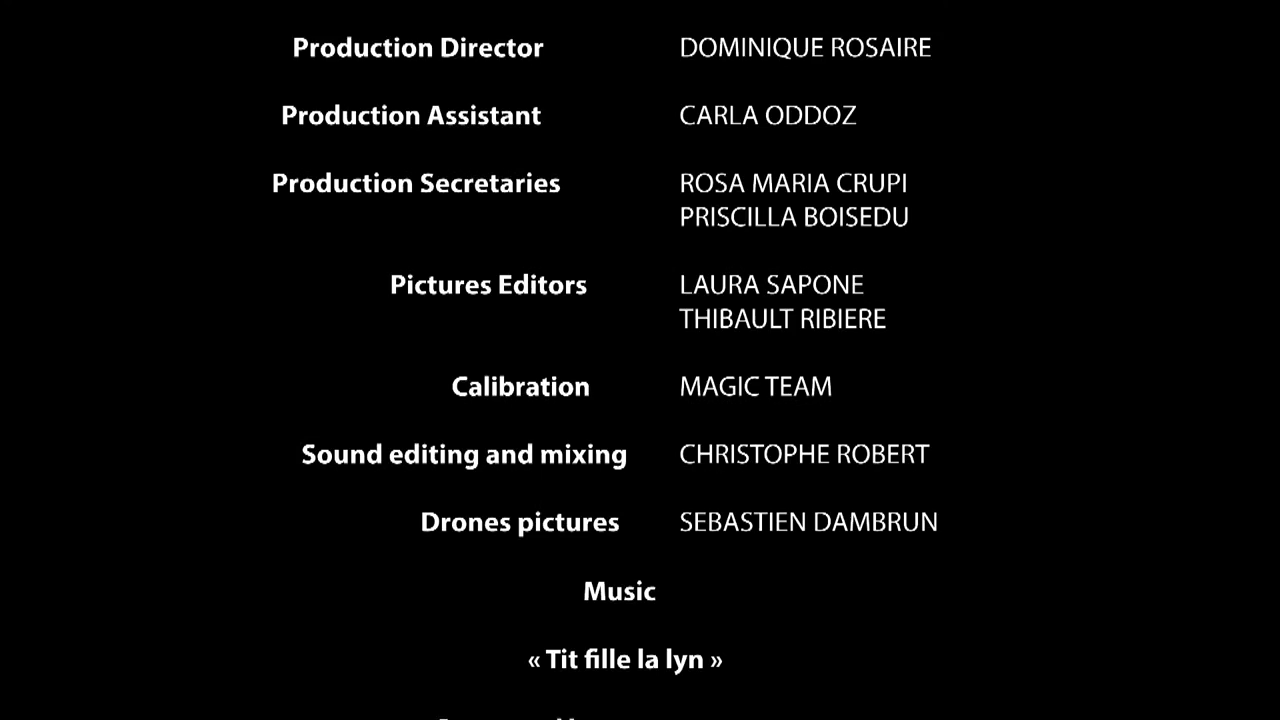 Production Director DOMINIQUE ROSAIRE
Production Assistant CARLA ODDOZ
Production Secretaries ROSA MARIA CRUPI
PRISCILLA BOISEDU
Pictures Editors LAURA SAPONE
THIBAULT RIBIERE
Calibration MAGIC TEAM
Sound editing and mixing CHRISTOPHE ROBERT
Drones pictures SEBASTIEN DAMBRUN
Music
« Tit fille la lyn »